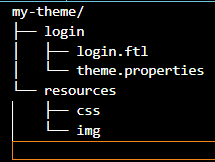 my-theme/
├── login
│   ├── login.ftl
│   └── theme.properties
└── resources
    ├── css
    └── img